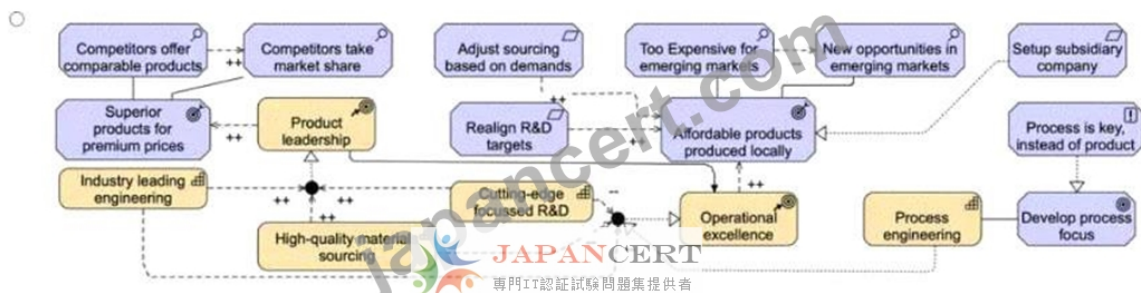 Competitors offer
comparable products
++
Competitors take
market share
Adjust sourcing
based on demands
Too Expensive for
emerging markets
++
New opportunities in
emerging markets
Setup subsidiary
company
Superior
products for
premium prices
++
Product
leadership
Realign R&D
targets
++
++
Affordable products
produced locally
Process is key,
instead of product
Industry leading
engineering
++
++
++
Cutting-edge
focussed R&D
--
++
Operational
excellence
Process
engineering
Develop process
focus
High-quality material
sourcing
japancert.com
JAPANCERT
専門IT認証試験問題集提供者